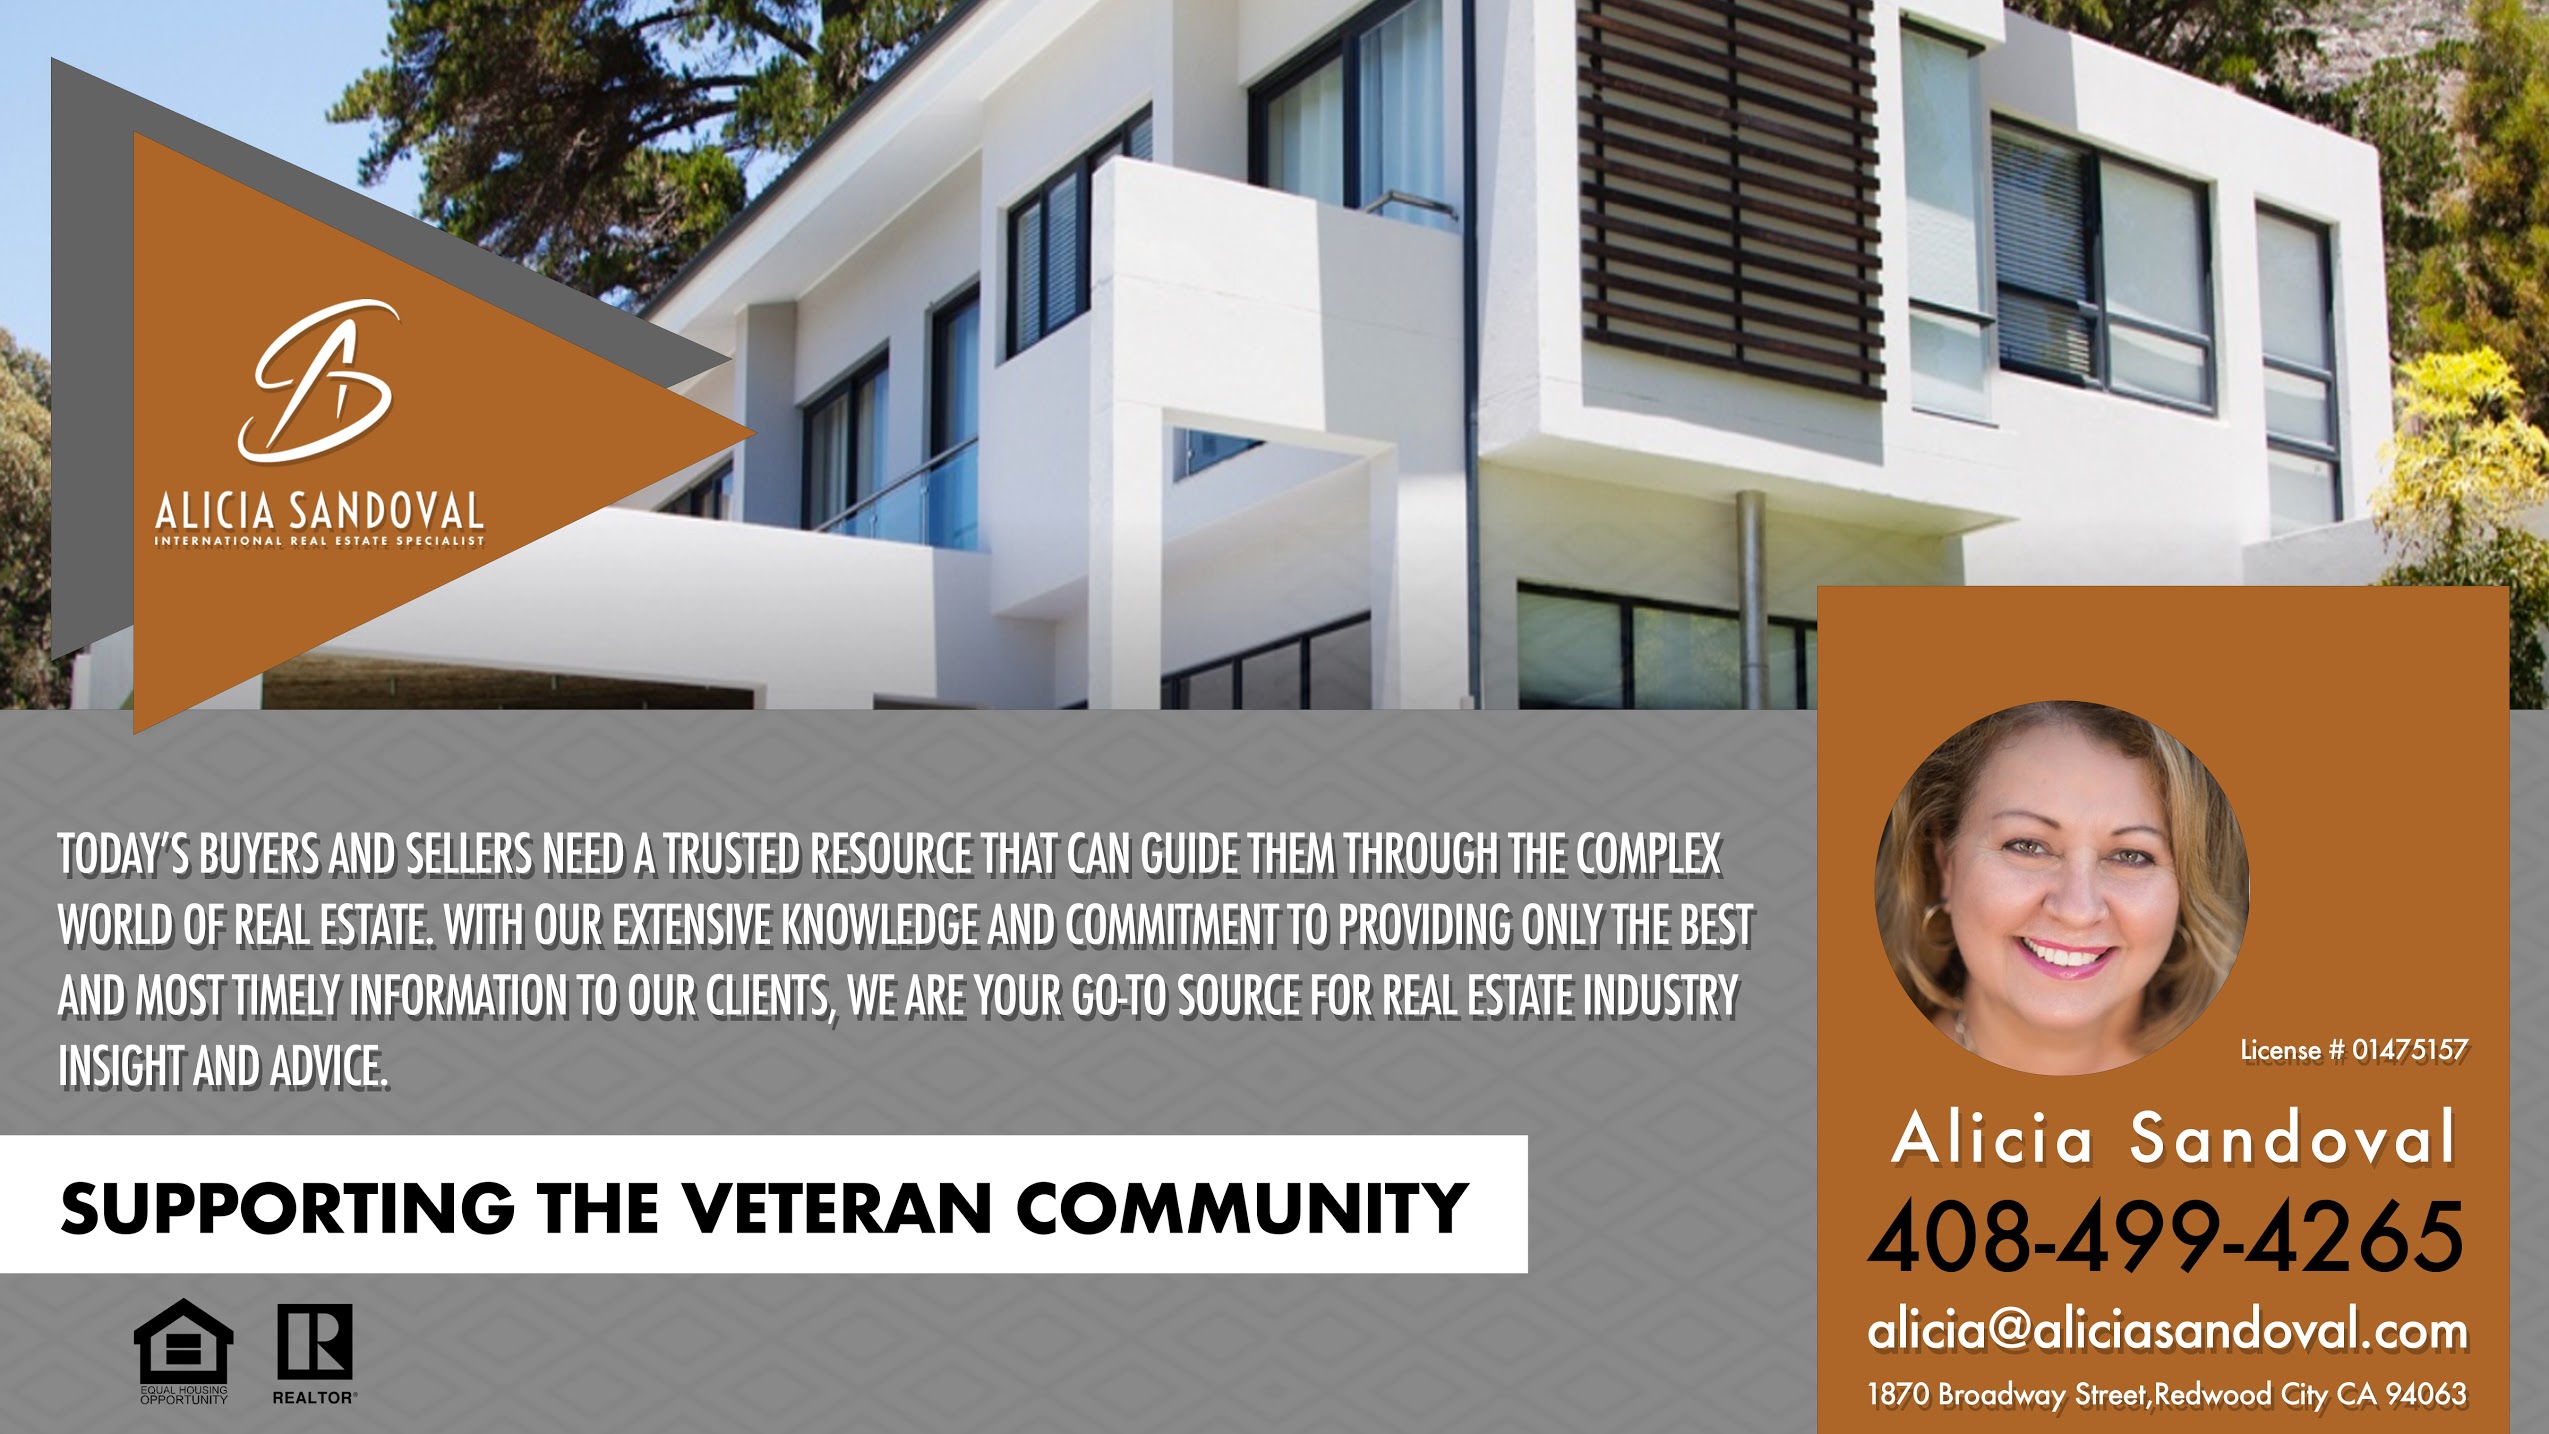 ALICIA SANDOVAL
INTERNATIONAL REAL ESTATE SPECIALIST
TODAY'S BUYERS AND SELLERS NEED A TRUSTED RESOURCE THAT CAN GUIDE THEM THROUGH THE COMPLEX
WORLD OF REAL ESTATE. WITH OUR EXTENSIVE KNOWLEDGE AND COMMITMENT TO PROVIDING ONLY THE BEST
AND MOST TIMELY INFORMATION TO OUR CLIENTS, WE ARE YOUR GO-TO SOURCE FOR REAL ESTATE INDUSTRY
INSIGHT AND ADVICE.
SUPPORTING THE VETERAN COMMUNITY
EQUAL HOUSING
OPPORTUNITY
REALTOR®
License # 01475157
Alicia Sandoval
408-499-4265
alicia@aliciasandoval.com
1870 Broadway Street,Redwood City CA 94063